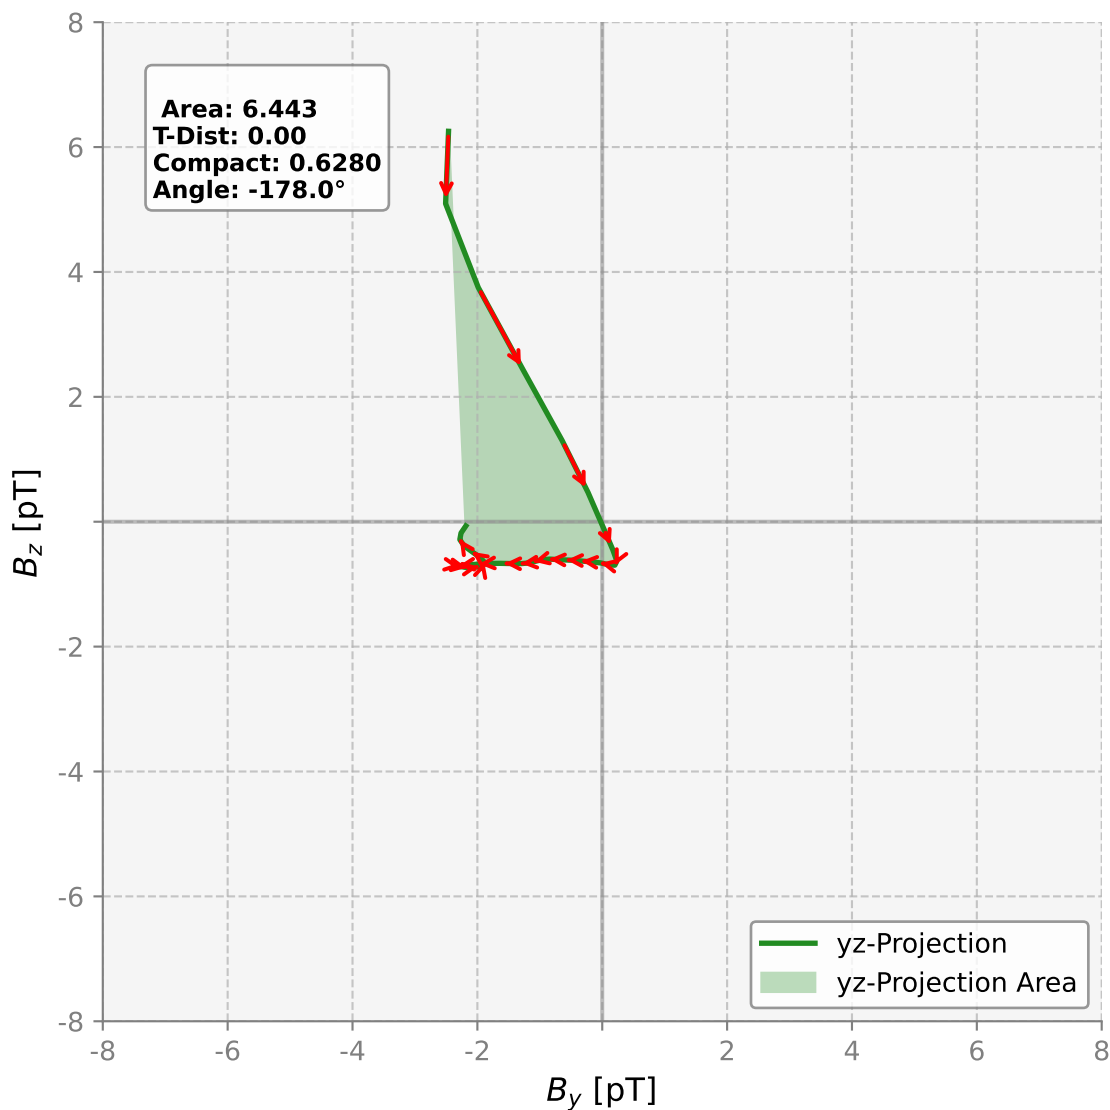 8
6
4
2
-2
-4
-6
-8
-8
-6
-4
-2
2
4
6
8
B_z [pT]
B_y [pT]
Area: 6.443
T-Dist: 0.00
Compact: 0.6280
Angle: -178.0°
yz-Projection
yz-Projection Area